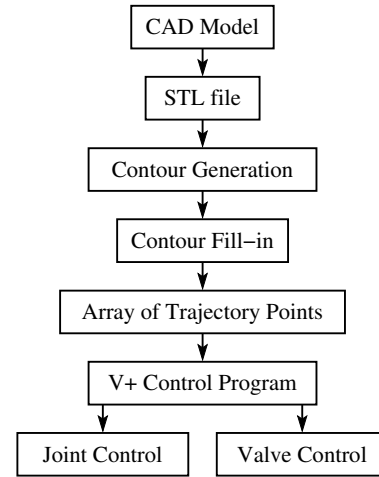 CAD Model
STL file
Contour Generation
Contour Fill−in
Array of Trajectory Points
V+ Control Program
Joint Control
Valve Control